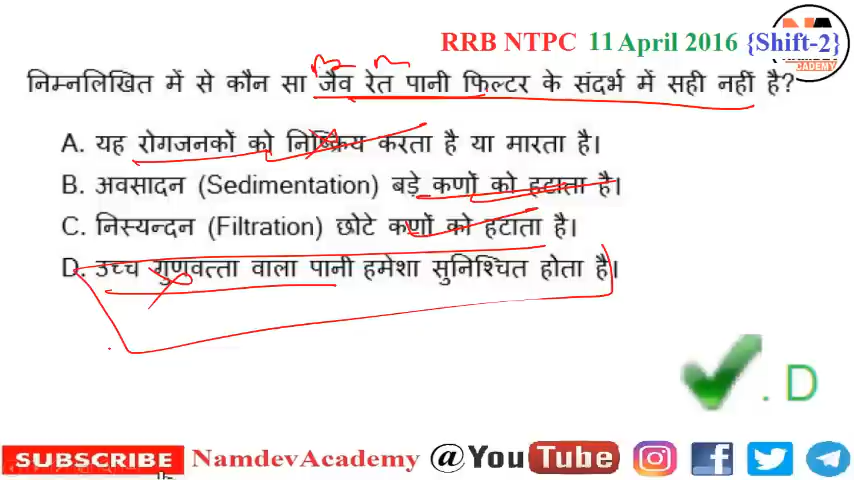 RRB NTPC 11 April 2016 {Shift-2}
ACADEMY
निम्नलिखित में से कौन सा जैव रेत पानी फिल्टर के संदर्भ में सही नहीं है?
A. यह रोगजनकों को निष्क्रिय करता है या मारता है।
B. अवसादन (Sedimentation) बड़े कणों को हटाता है।
C. निस्यन्दन (Filtration) छोटे कणों को हटाता है।
D. उच्च गुणवत्ता वाला पानी हमेशा सुनिश्चित होता है।
. D
SUBSCRIBE NamdevAcademy @YouTube